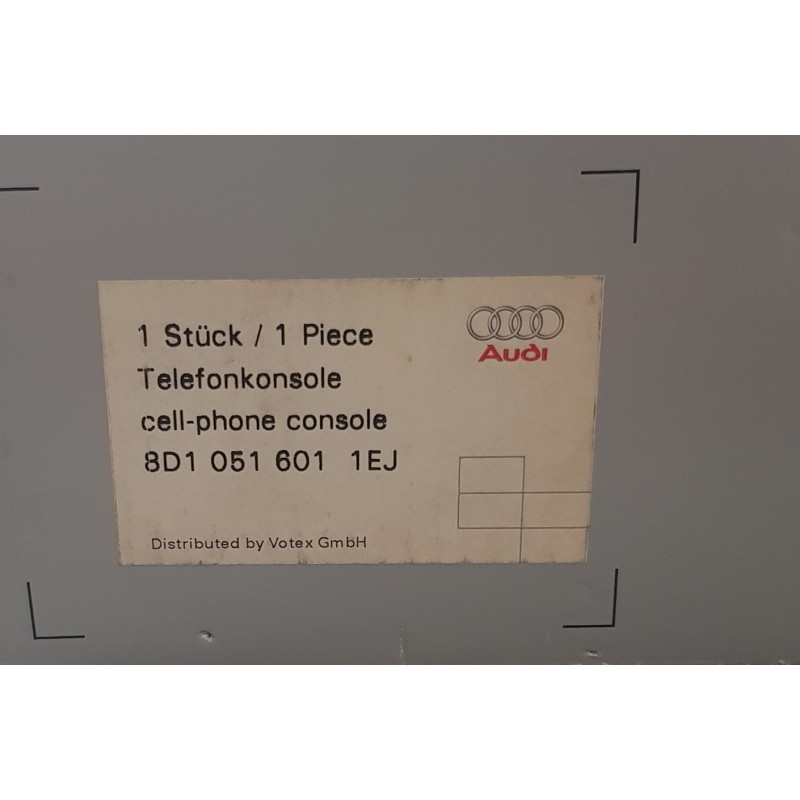 1 Stück / 1 Piece
Telefonkonsole
cell-phone console
8D1 051 601 1EJ
Distributed by Votex GmbH
Audi